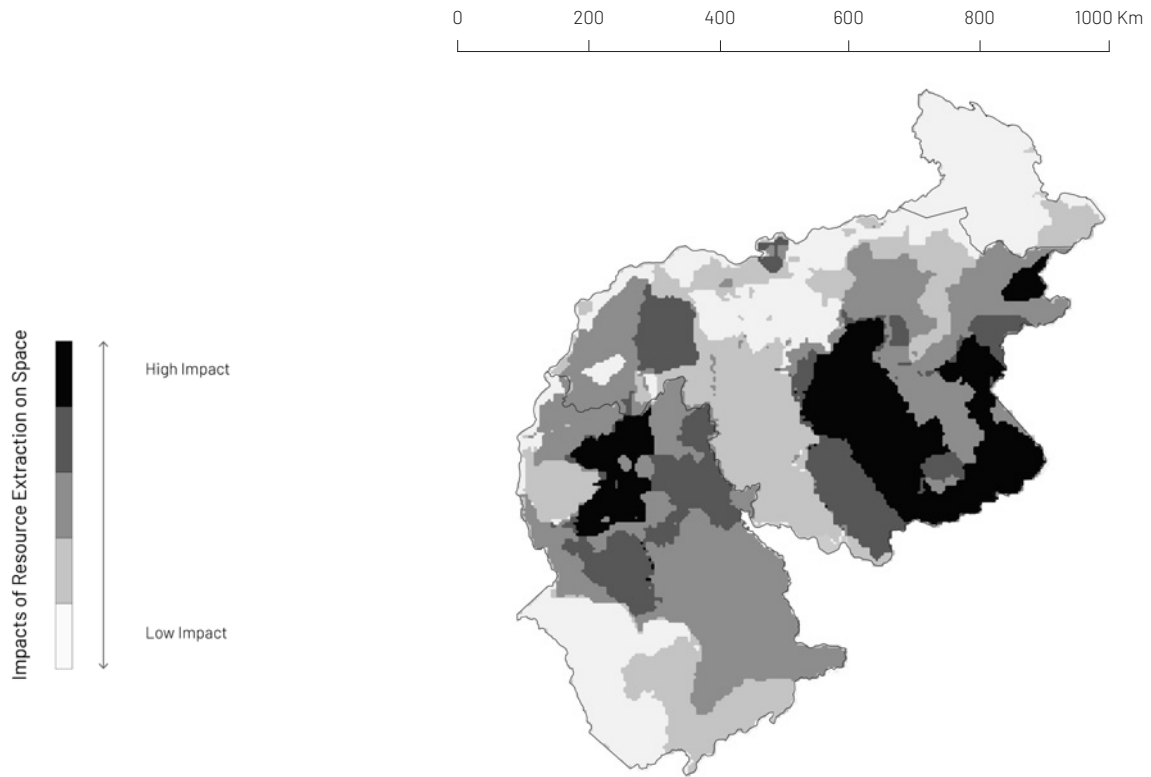 0 200 400 600 800 1000 Km
Impacts of Resource Extraction on Space
High Impact
Low Impact